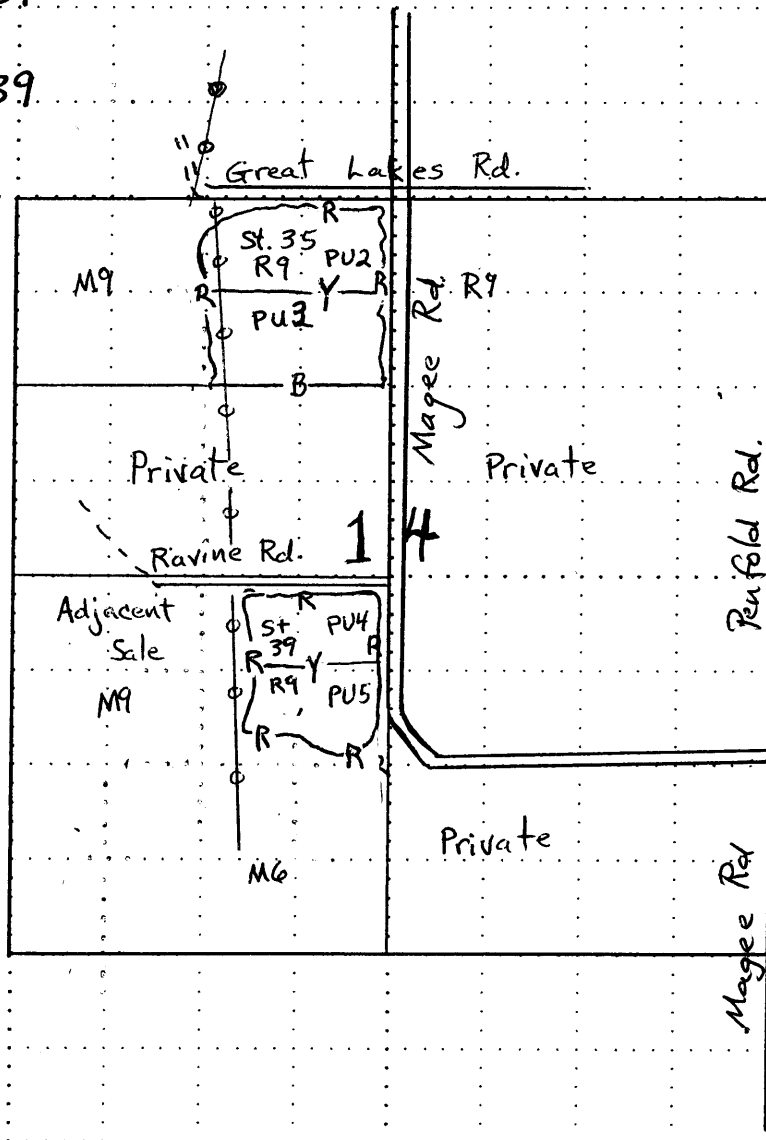 39
"
"
Great Lakes Rd.
R
St. 35
R9
PU2
M9
R
Y
R
R9
PU3
Magee Rd.
B
Private
Private
Penfold Rd.
14
Ravine Rd.
Adjacent
Sale
M9
R
St
39
PU4
R
R
Y
R9
PU5
R
R
Private
M6
Magee Rd